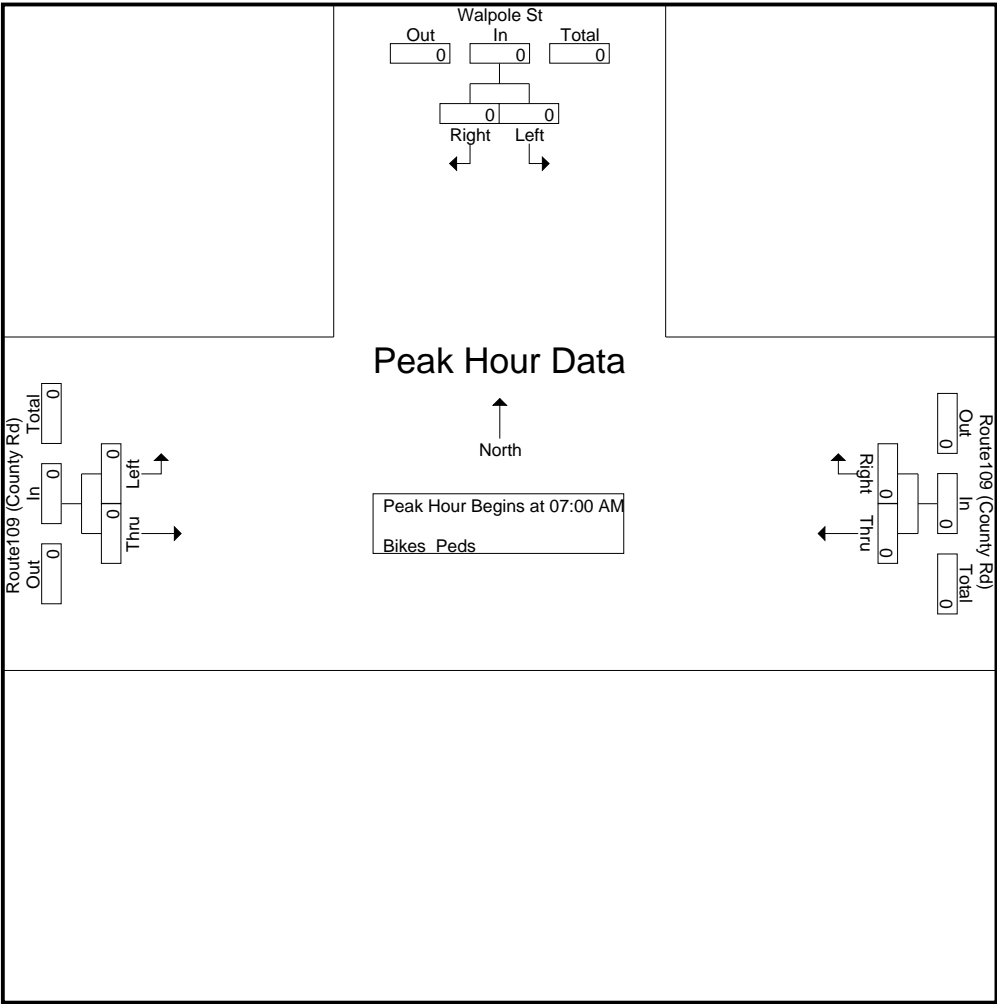 Walpole St
Out In Total
0 0 0
0 0
Right Left
Peak Hour Data
North
Peak Hour Begins at 07:00 AM
Bikes Peds
Route109 (County Rd)
Out In Total
0 0 0
0 0
Left Thru
Route109 (County Rd)
Out In Total
0 0 0
0 0
Right Thru